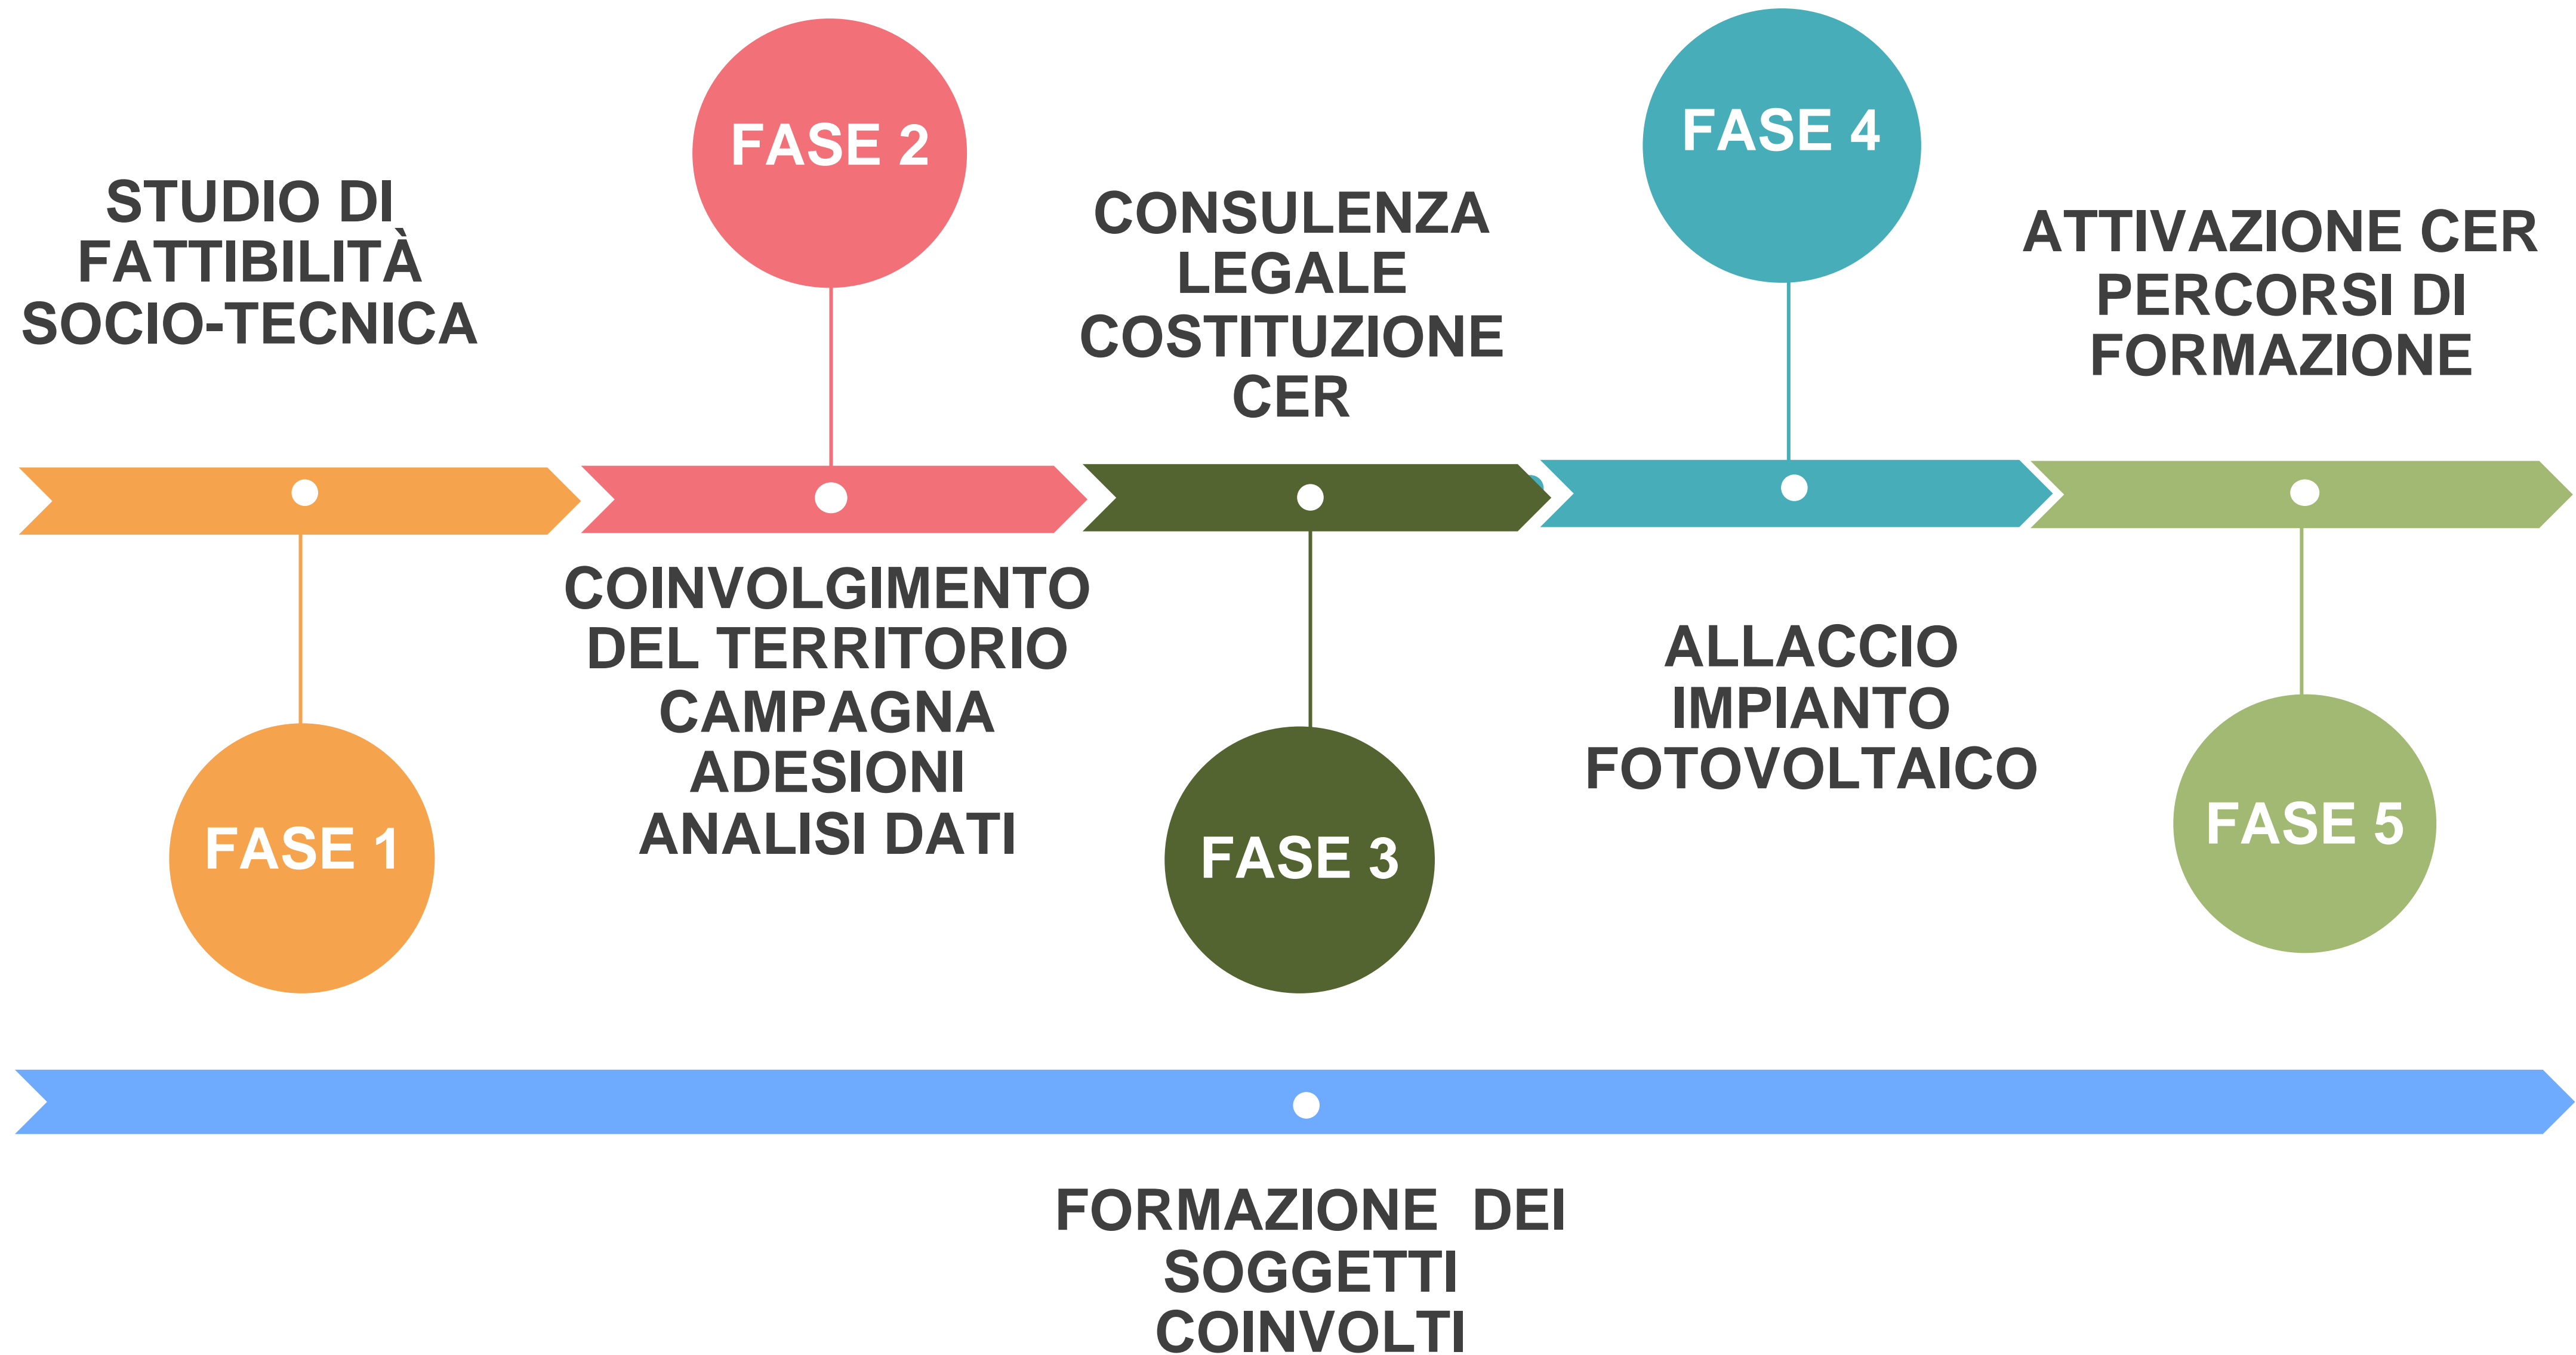 STUDIO DI
FATTIBILITÀ
SOCIO-TECNICA
FASE 1
FASE 2
COINVOLGIMENTO
DEL TERRITORIO
CAMPAGNA
ADESIONI
ANALISI DATI
CONSULENZA
LEGALE
COSTITUZIONE
CER
FASE 3
FASE 4
ALLACCIO
IMPIANTO
FOTOVOLTAICO
ATTIVAZIONE CER
PERCORSI DI
FORMAZIONE
FASE 5
FORMAZIONE  DEI
SOGGETTI
COINVOLTI